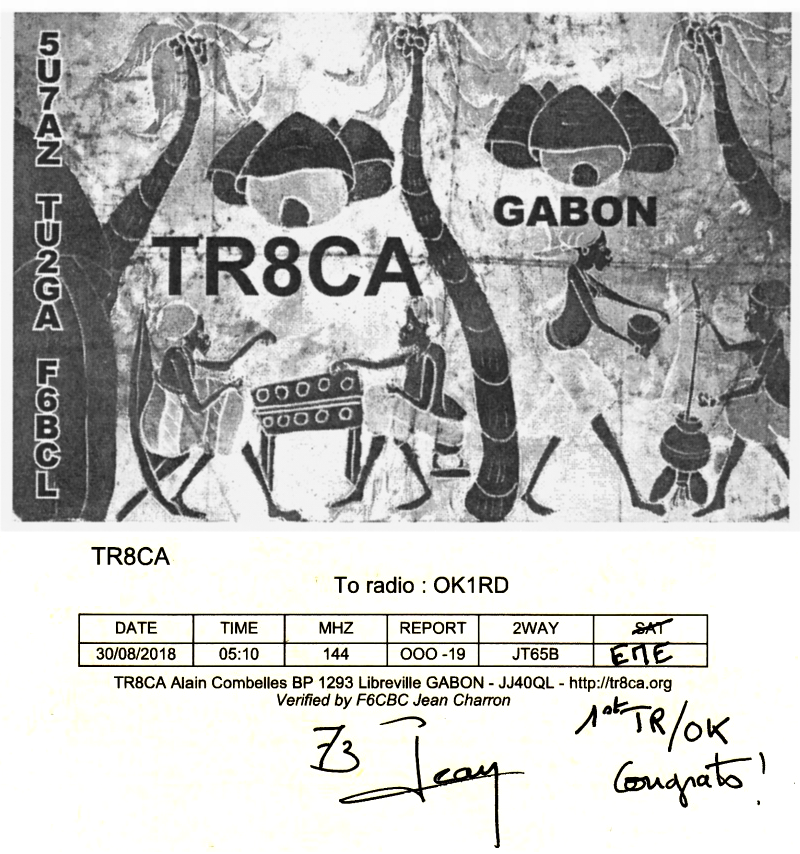 5U7AZ TU2GA F6BCL
GABON
TR8CA
TR8CA
To radio : OK1RD
DATE TIME MHZ REPORT 2WAY SAT
30/08/2018 05:10 144 OOO -19 JT65B EME
TR8CA Alain Combelles BP 1293 Libreville GABON - JJ40QL - http://tr8ca.org
Verified by F6CBC Jean Charron
73 Jean
1st TR/OK
Congrats!